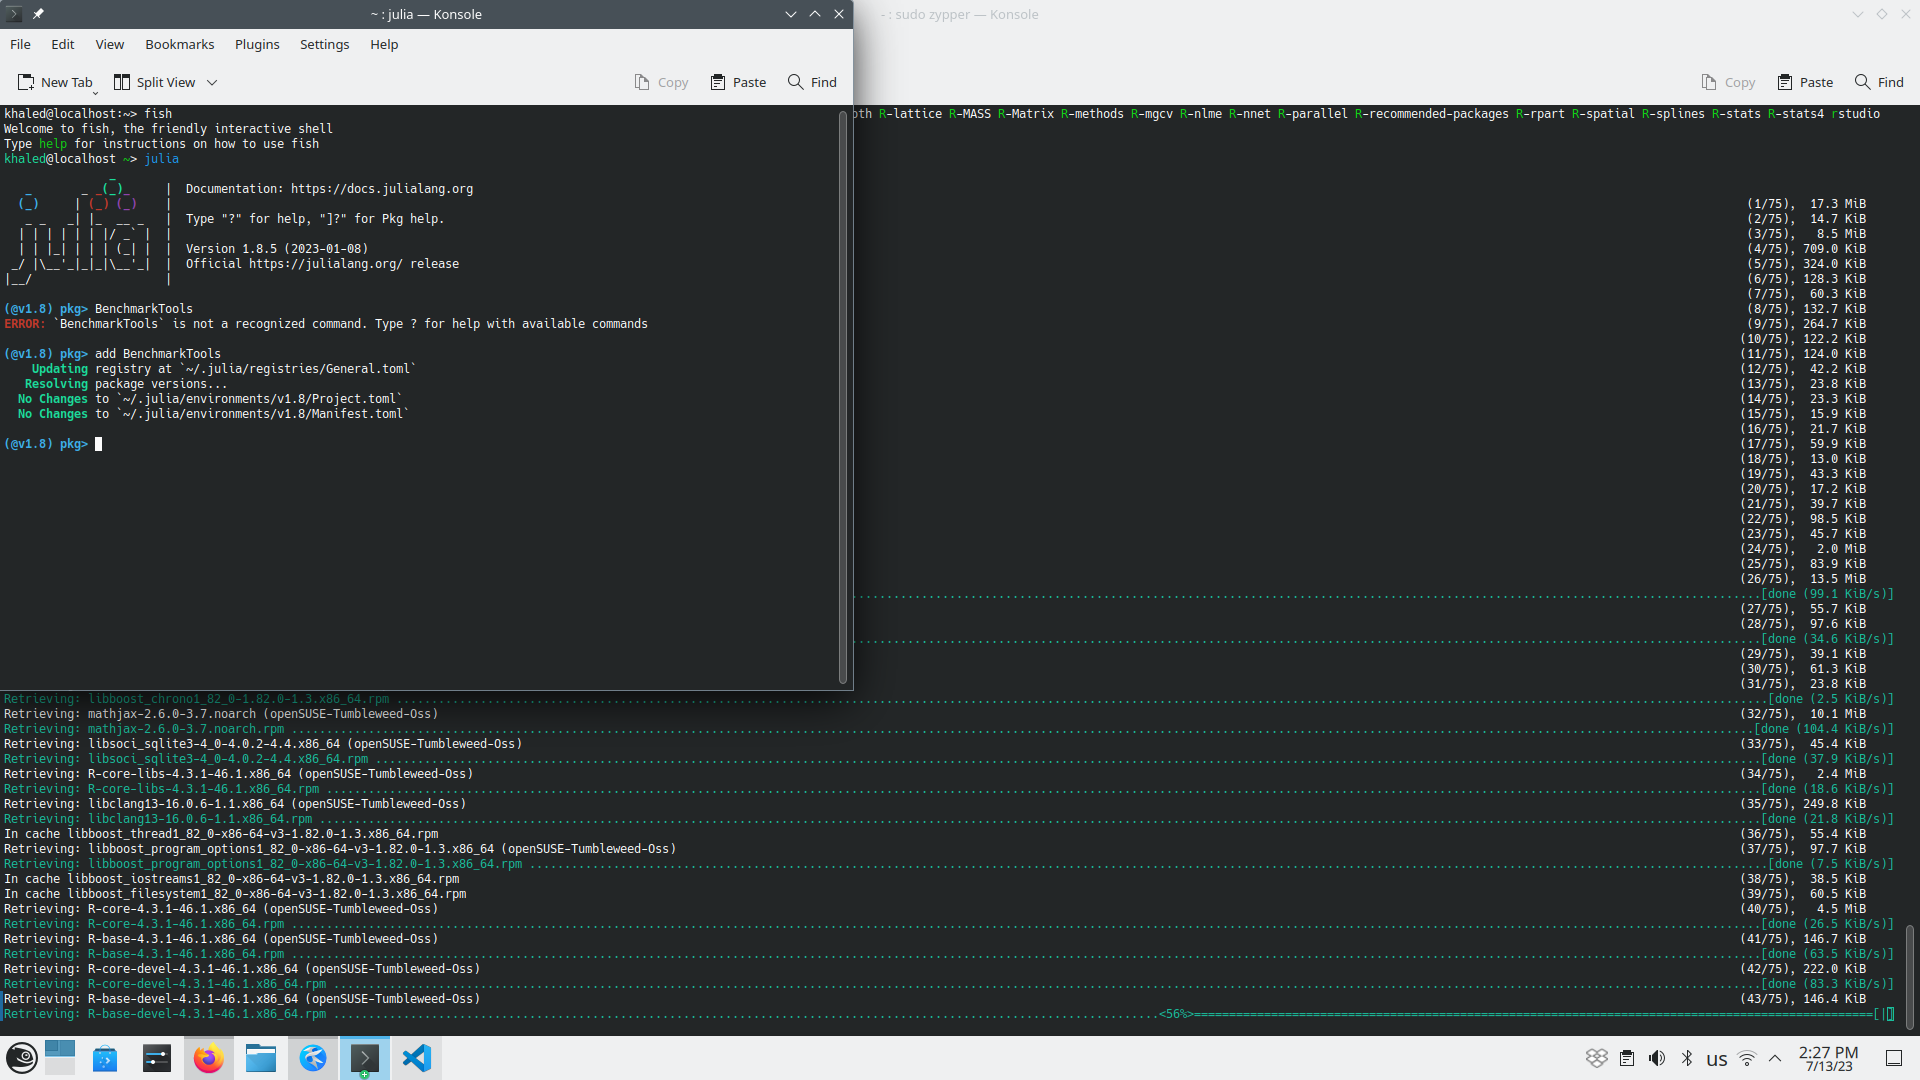 ~ : julia — Konsole
File Edit View Bookmarks Plugins Settings Help
New Tab Split View Copy Paste Find
khaled@localhost:~> fish
Welcome to fish, the friendly interactive shell
Type help for instructions on how to use fish
khaled@localhost ~> julia
Documentation: https://docs.julialang.org
Type "?" for help, "]?" for Pkg help.
Version 1.8.5 (2023-01-08)
Official https://julialang.org/ release
(@v1.8) pkg> BenchmarkTools
ERROR: `BenchmarkTools` is not a recognized command. Type ? for help with available commands
(@v1.8) pkg> add BenchmarkTools
Updating registry at `~/.julia/registries/General.toml`
Resolving package versions...
No Changes to `~/.julia/environments/v1.8/Project.toml`
No Changes to `~/.julia/environments/v1.8/Manifest.toml`
(@v1.8) pkg>
- : sudo zypper — Konsole
Copy Paste Find
R-lattice R-MASS R-Matrix R-methods R-mgcv R-nlme R-nnet R-parallel R-recommended-packages R-rpart R-spatial R-splines R-stats R-stats4 rstudio
(1/75), 17.3 MiB
(2/75), 14.7 KiB
(3/75), 8.5 MiB
(4/75), 709.0 KiB
(5/75), 324.0 KiB
(6/75), 128.3 KiB
(7/75), 60.3 KiB
(8/75), 132.7 KiB
(9/75), 264.7 KiB
(10/75), 122.2 KiB
(11/75), 124.0 KiB
(12/75), 42.2 KiB
(13/75), 23.8 KiB
(14/75), 23.3 KiB
(15/75), 15.9 KiB
(16/75), 21.7 KiB
(17/75), 59.9 KiB
(18/75), 13.0 KiB
(19/75), 43.3 KiB
(20/75), 17.2 KiB
(21/75), 39.7 KiB
(22/75), 98.5 KiB
(23/75), 45.7 KiB
(24/75), 2.0 MiB
(25/75), 83.9 KiB
(26/75), 13.5 MiB
[done (99.1 KiB/s)]
(27/75), 55.7 KiB
(28/75), 97.6 KiB
[done (34.6 KiB/s)]
(29/75), 39.1 KiB
(30/75), 61.3 KiB
(31/75), 23.8 KiB
Retrieving: libboost_chrono1_82_0-1.82.0-1.3.x86_64.rpm [done (2.5 KiB/s)]
Retrieving: mathjax-2.6.0-3.7.noarch (openSUSE-Tumbleweed-Oss) (32/75), 10.1 MiB
Retrieving: mathjax-2.6.0-3.7.noarch.rpm [done (104.4 KiB/s)]
Retrieving: libsoci_sqlite3-4_0-4.0.2-4.4.x86_64 (openSUSE-Tumbleweed-Oss) (33/75), 45.4 KiB
Retrieving: libsoci_sqlite3-4_0-4.0.2-4.4.x86_64.rpm [done (37.9 KiB/s)]
Retrieving: R-core-libs-4.3.1-46.1.x86_64 (openSUSE-Tumbleweed-Oss) (34/75), 2.4 MiB
Retrieving: R-core-libs-4.3.1-46.1.x86_64.rpm [done (18.6 KiB/s)]
Retrieving: libclang13-16.0.6-1.1.x86_64 (openSUSE-Tumbleweed-Oss) (35/75), 249.8 KiB
Retrieving: libclang13-16.0.6-1.1.x86_64.rpm [done (21.8 KiB/s)]
In cache libboost_thread1_82_0-x86-64-v3-1.82.0-1.3.x86_64.rpm (36/75), 55.4 KiB
Retrieving: libboost_program_options1_82_0-x86-64-v3-1.82.0-1.3.x86_64 (openSUSE-Tumbleweed-Oss) (37/75), 97.7 KiB
Retrieving: libboost_program_options1_82_0-x86-64-v3-1.82.0-1.3.x86_64.rpm [done (7.5 KiB/s)]
In cache libboost_iostreams1_82_0-x86-64-v3-1.82.0-1.3.x86_64.rpm (38/75), 38.5 KiB
In cache libboost_filesystem1_82_0-x86-64-v3-1.82.0-1.3.x86_64.rpm (39/75), 60.5 KiB
Retrieving: R-core-4.3.1-46.1.x86_64 (openSUSE-Tumbleweed-Oss) (40/75), 4.5 MiB
Retrieving: R-core-4.3.1-46.1.x86_64.rpm [done (26.5 KiB/s)]
Retrieving: R-base-4.3.1-46.1.x86_64 (openSUSE-Tumbleweed-Oss) (41/75), 146.7 KiB
Retrieving: R-base-4.3.1-46.1.x86_64.rpm [done (63.5 KiB/s)]
Retrieving: R-core-devel-4.3.1-46.1.x86_64 (openSUSE-Tumbleweed-Oss) (42/75), 222.0 KiB
Retrieving: R-core-devel-4.3.1-46.1.x86_64.rpm [done (83.3 KiB/s)]
Retrieving: R-base-devel-4.3.1-46.1.x86_64 (openSUSE-Tumbleweed-Oss) (43/75), 146.4 KiB
Retrieving: R-base-devel-4.3.1-46.1.x86_64.rpm <56%> [|]
us 2:27 PM
7/13/23